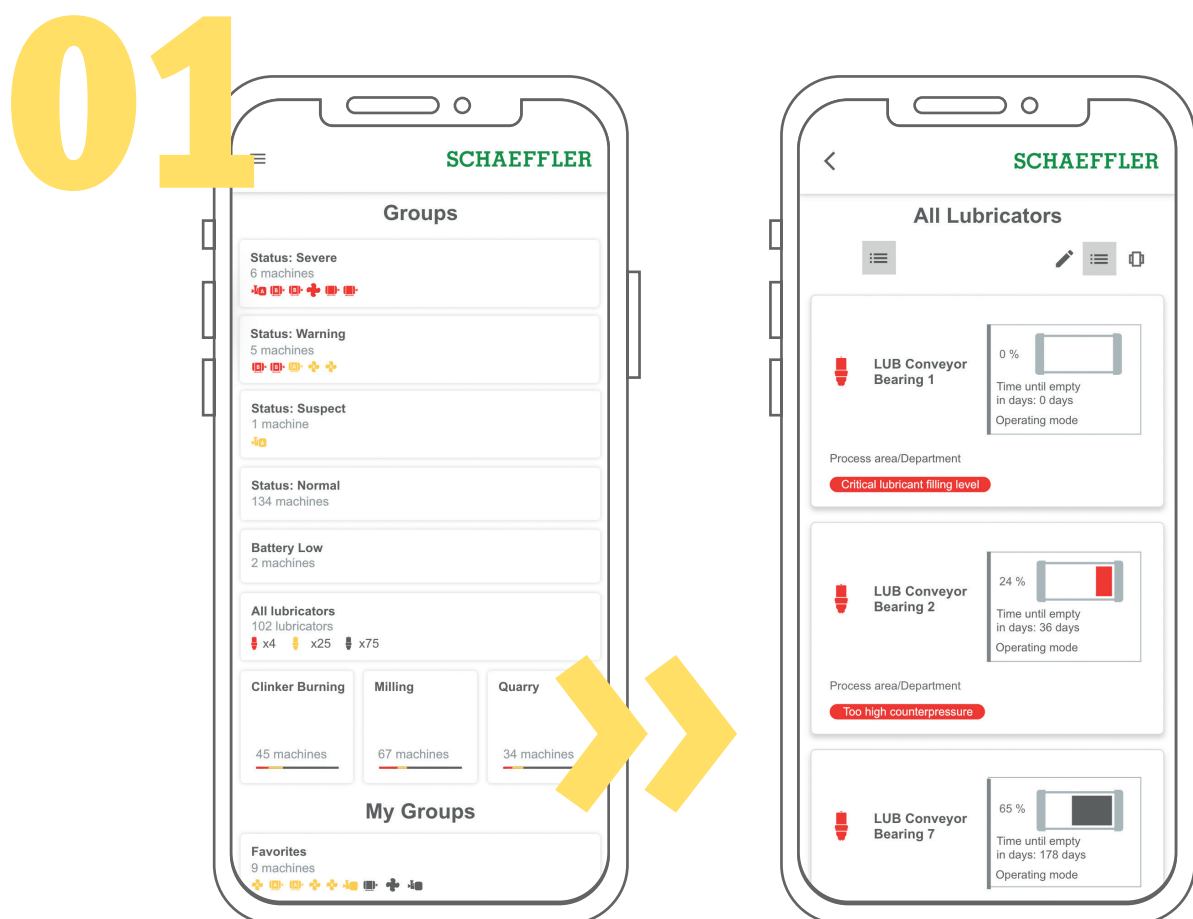 01
SCHAEFFLER
Groups
Status: Severe
6 machines
Status: Warning
5 machines
Status: Suspect
1 machine
Status: Normal
134 machines
Battery Low
2 machines
All lubricators
102 lubricators
x4 x25 x75
Clinker Burning Milling Quarry
45 machines 67 machines 34 machines
My Groups
Favorites
9 machines
SCHAEFFLER
All Lubricators
LUB Conveyor
Bearing 1
0 %
Time until empty
in days: 0 days
Operating mode
Process area/Department
Critical lubricant filling level
LUB Conveyor
Bearing 2
24 %
Time until empty
in days: 36 days
Operating mode
Process area/Department
Too high counterpressure
LUB Conveyor
Bearing 7
65 %
Time until empty
in days: 178 days
Operating mode